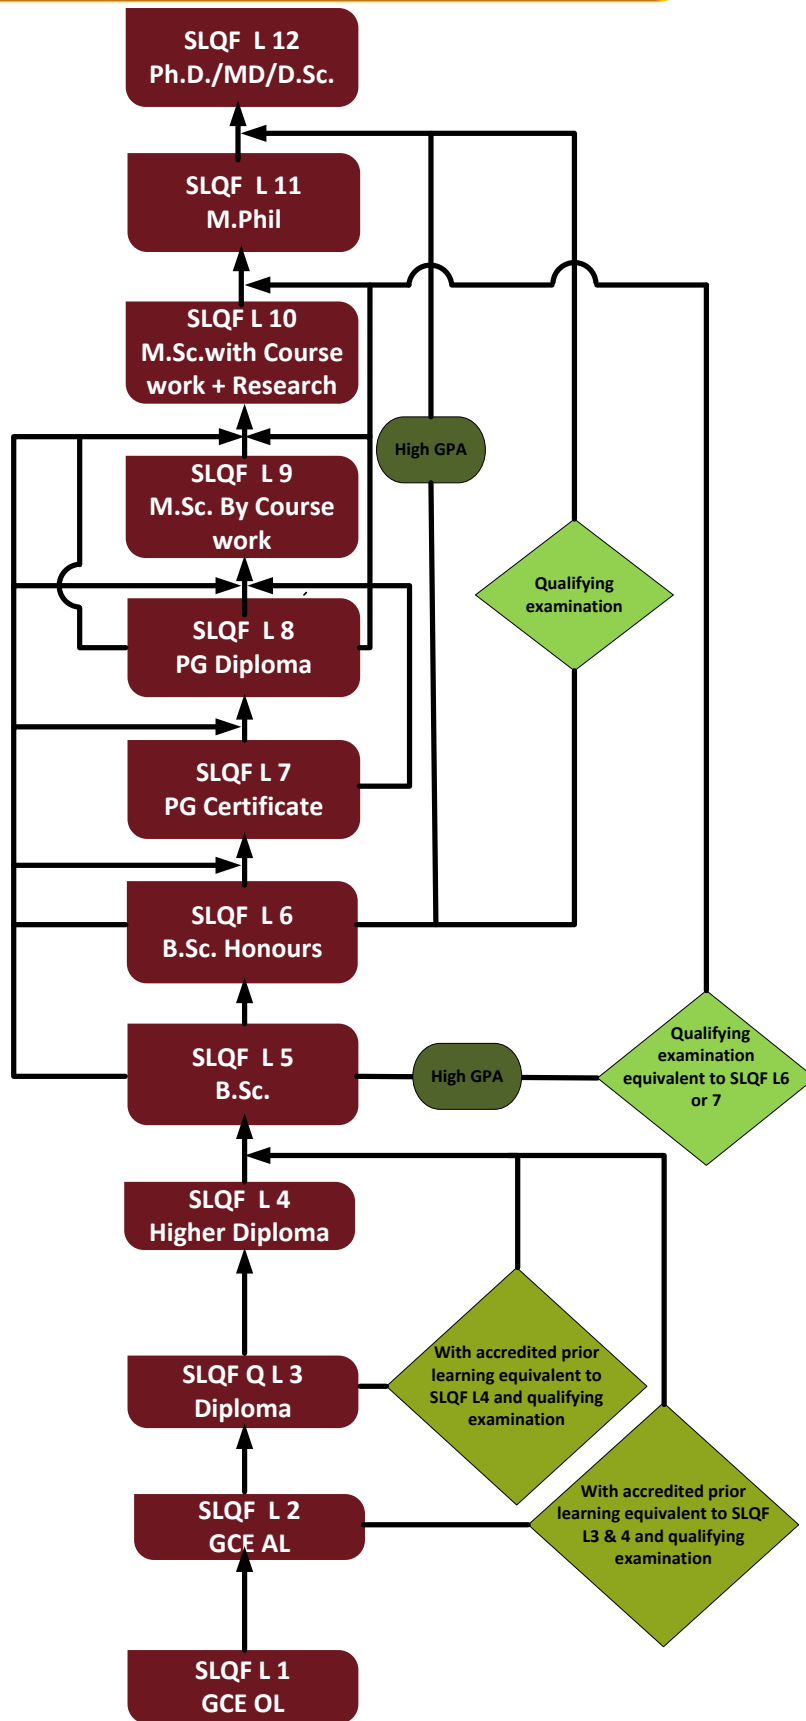 SLQF L 12
Ph.D./MD/D.Sc.
SLQF L 11
M.Phil
SLQF L 10
M.Sc.with Course
work + Research
High GPA
SLQF L 9
M.Sc. By Course
work
Qualifying
examination
SLQF L 8
PG Diploma
SLQF L 7
PG Certificate
SLQF L 6
B.Sc. Honours
SLQF L 5
B.Sc.
High GPA
Qualifying
examination
equivalent to SLQF L6
or 7
SLQF L 4
Higher Diploma
SLQF Q L 3
Diploma
With accredited prior
learning equivalent to
SLQF L4 and qualifying
examination
SLQF L 2
GCE AL
With accredited prior
learning equivalent to SLQF
L3 & 4 and qualifying
examination
SLQF L 1
GCE OL